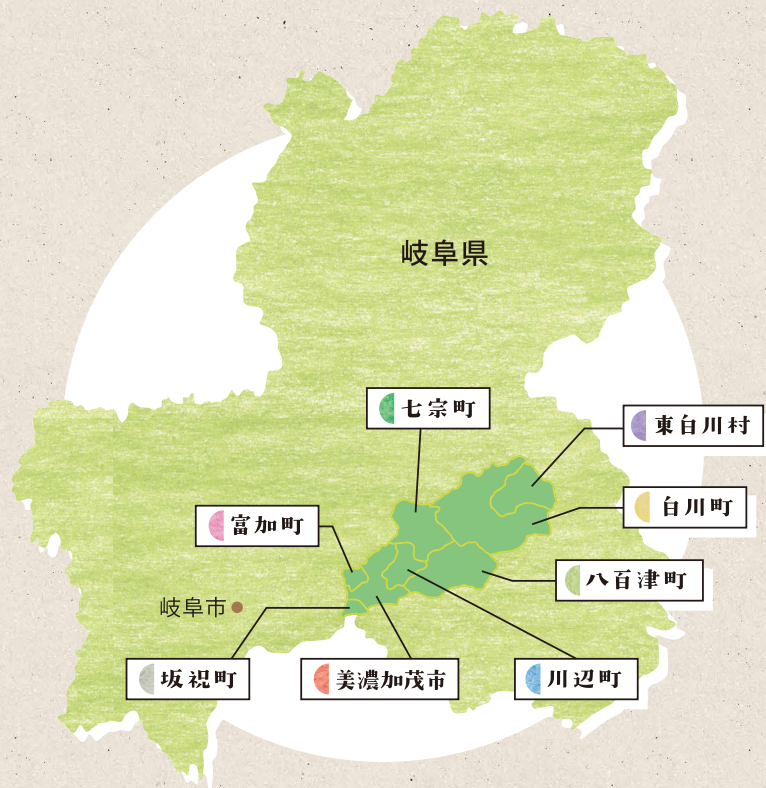 岐阜県
七宗町
東白川村
白川町
富加町
八百津町
岐阜市
坂祝町
美濃加茂市
川辺町